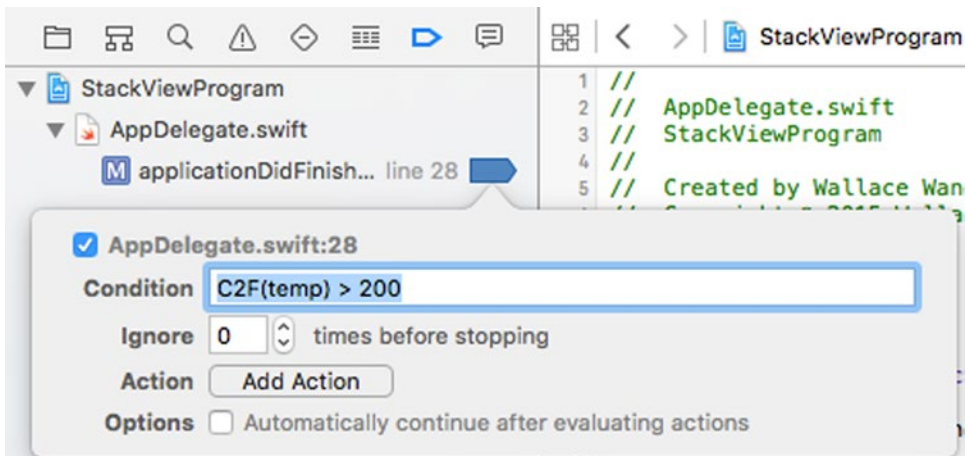 StackViewProgram
StackViewProgram
AppDelegate.swift
M applicationDidFinish... line 28
1 //
2 // AppDelegate.swift
3 // StackViewProgram
4 //
5 // Created by Wallace Wan
AppDelegate.swift:28
Condition C2F(temp) > 200
Ignore 0 times before stopping
Action Add Action
Options Automatically continue after evaluating actions